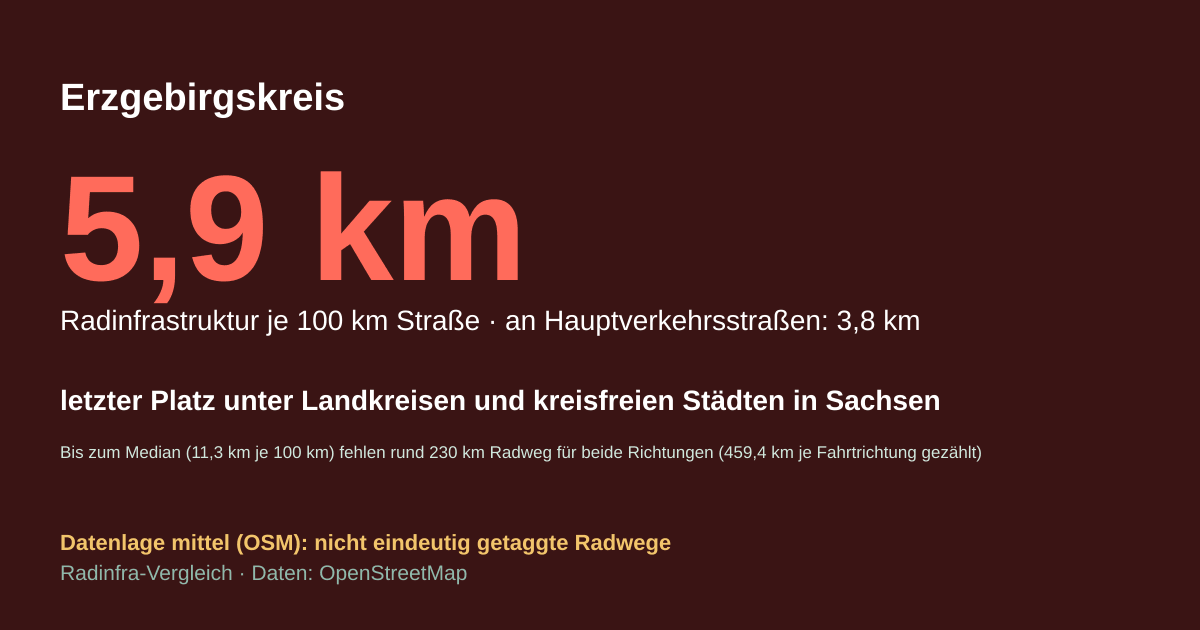 Erzgebirgskreis
5,9 km
Radinfrastruktur je 100 km Straße · an Hauptverkehrsstraßen: 3,8 km
letzter Platz unter Landkreisen und kreisfreien Städten in Sachsen
Bis zum Median (11,3 km je 100 km) fehlen rund 230 km Radweg für beide Richtungen (459,4 km je Fahrtrichtung gezählt)
Datenlage mittel (OSM): nicht eindeutig getaggte Radwege
Radinfra-Vergleich · Daten: OpenStreetMap